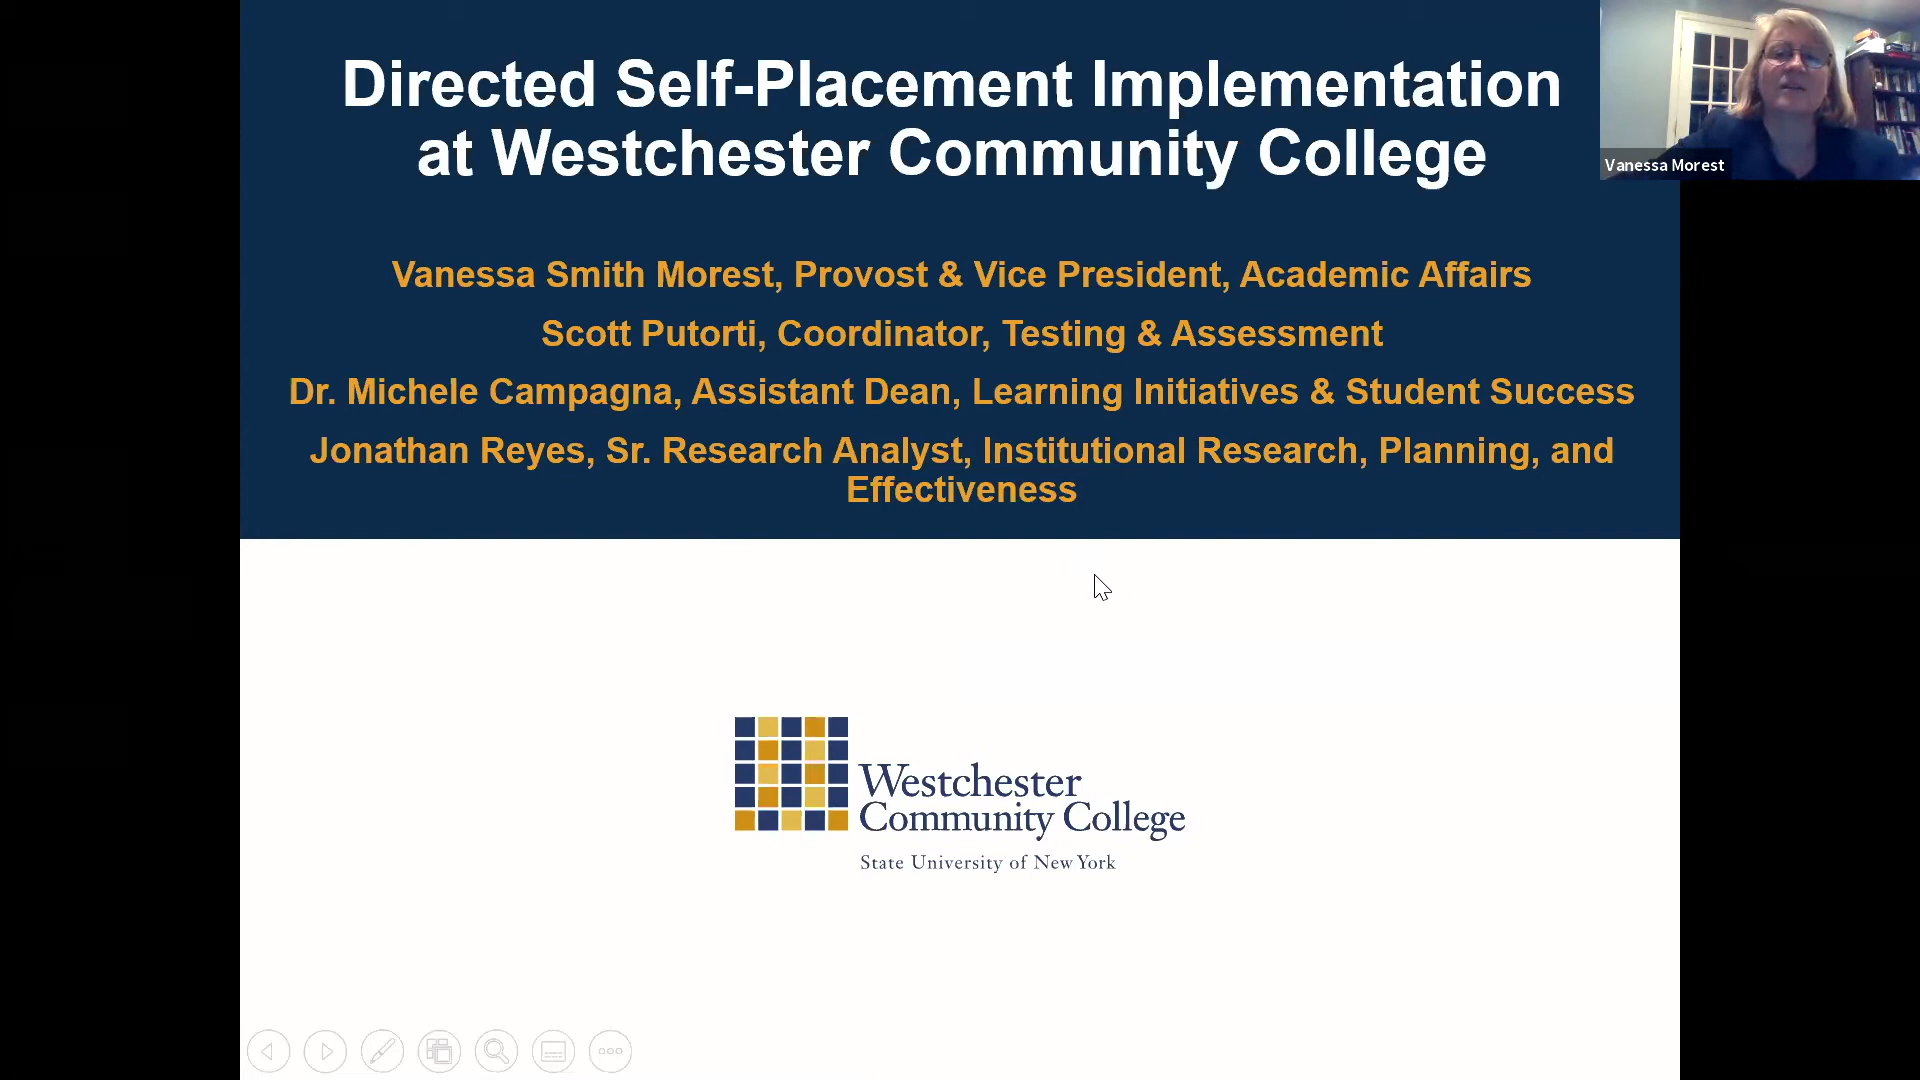 Directed Self-Placement Implementation
at Westchester Community College
Vanessa Morest
Vanessa Smith Morest, Provost & Vice President, Academic Affairs
Scott Putorti, Coordinator, Testing & Assessment
Dr. Michele Campagna, Assistant Dean, Learning Initiatives & Student Success
Jonathan Reyes, Sr. Research Analyst, Institutional Research, Planning, and
Effectiveness
Westchester
Community College
State University of New York